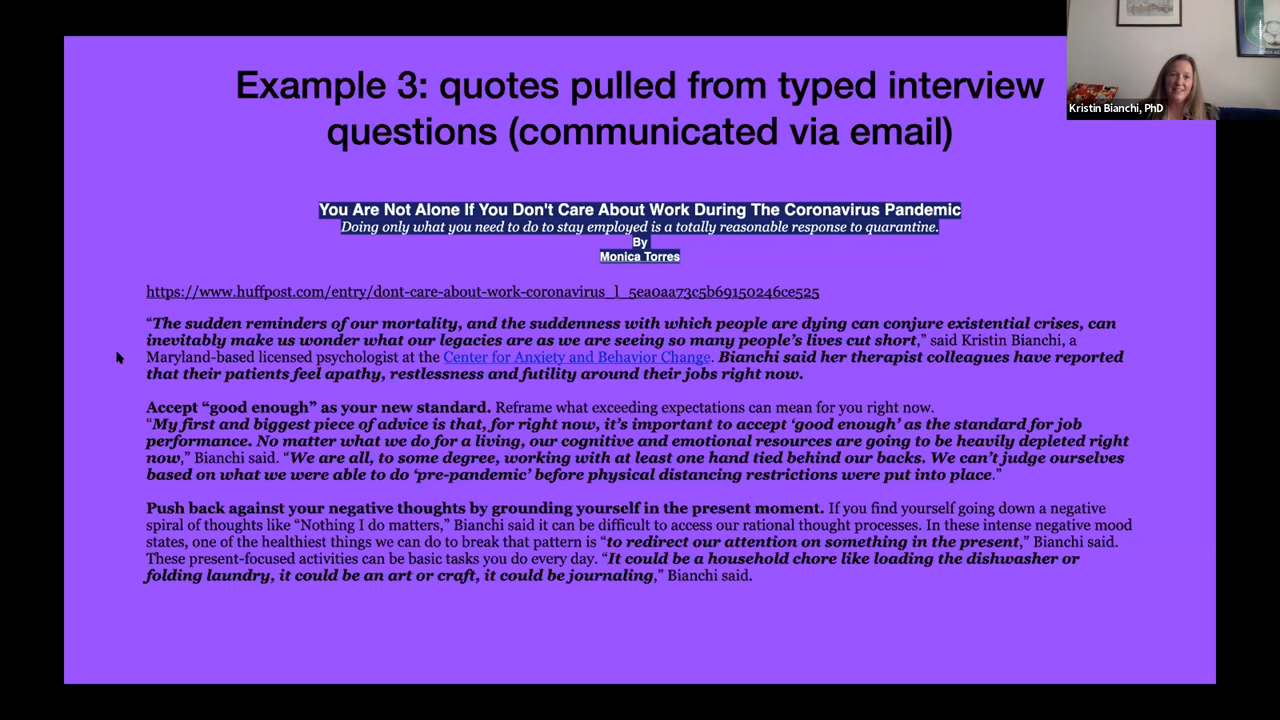 Example 3: quotes pulled from typed interview
questions (communicated via email)
Kristin Bianchi, PhD
You Are Not Alone If You Don't Care About Work During The Coronavirus Pandemic
Doing only what you need to do to stay employed is a totally reasonable response to quarantine.
By
Monica Torres
https://www.huffpost.com/entry/dont-care-about-work-coronavirus_l_5ea0aa73c5b69150246ce525
“The sudden reminders of our mortality, and the suddenness with which people are dying can conjure existential crises, can
inevitably make us wonder what our legacies are as we are seeing so many people’s lives cut short,” said Kristin Bianchi, a
Maryland-based licensed psychologist at the Center for Anxiety and Behavior Change. Bianchi said her therapist colleagues have reported
that their patients feel apathy, restlessness and futility around their jobs right now.
Accept “good enough” as your new standard. Reframe what exceeding expectations can mean for you right now.
“My first and biggest piece of advice is that, for right now, it’s important to accept ‘good enough’ as the standard for job
performance. No matter what we do for a living, our cognitive and emotional resources are going to be heavily depleted right
now,” Bianchi said. “We are all, to some degree, working with at least one hand tied behind our backs. We can’t judge ourselves
based on what we were able to do ‘pre-pandemic’ before physical distancing restrictions were put into place.”
Push back against your negative thoughts by grounding yourself in the present moment. If you find yourself going down a negative
spiral of thoughts like “Nothing I do matters,” Bianchi said it can be difficult to access our rational thought processes. In these intense negative mood
states, one of the healthiest things we can do to break that pattern is “to redirect our attention on something in the present,” Bianchi said.
These present-focused activities can be basic tasks you do every day. “It could be a household chore like loading the dishwasher or
folding laundry, it could be an art or craft, it could be journaling,” Bianchi said.